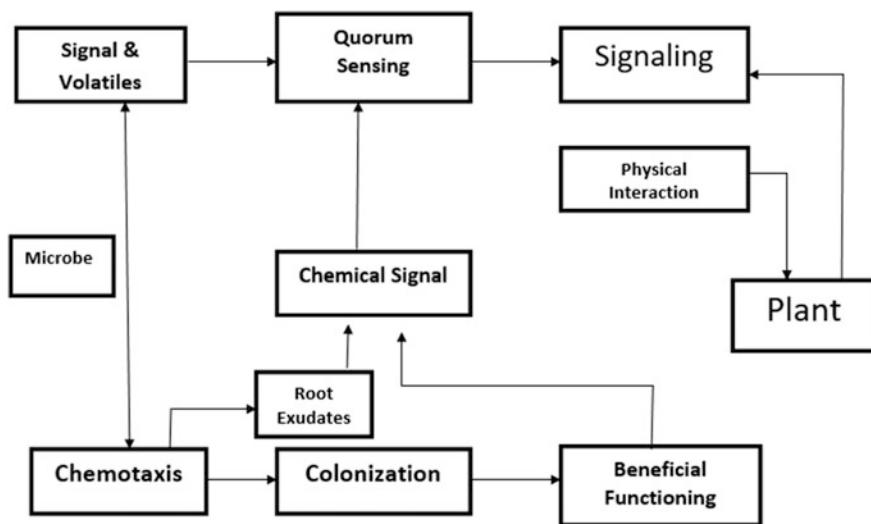 Signal &
Volatiles
Quorum
Sensing
Signaling
Physical
Interaction
Microbe
Chemical Signal
Plant
Root
Exudates
Chemotaxis
Colonization
Beneficial
Functioning